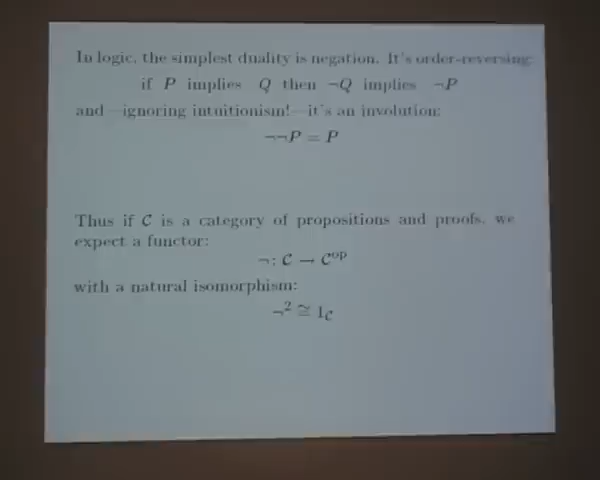 In logic, the simplest duality is negation. It's order-reversing:
if P implies Q then ¬Q implies ¬P
and—ignoring intuitionism!—it's an involution:
¬¬P = P
Thus if C is a category of propositions and proofs, we
expect a functor:
¬: C → C^op
with a natural isomorphism:
¬² ≅ 1_C